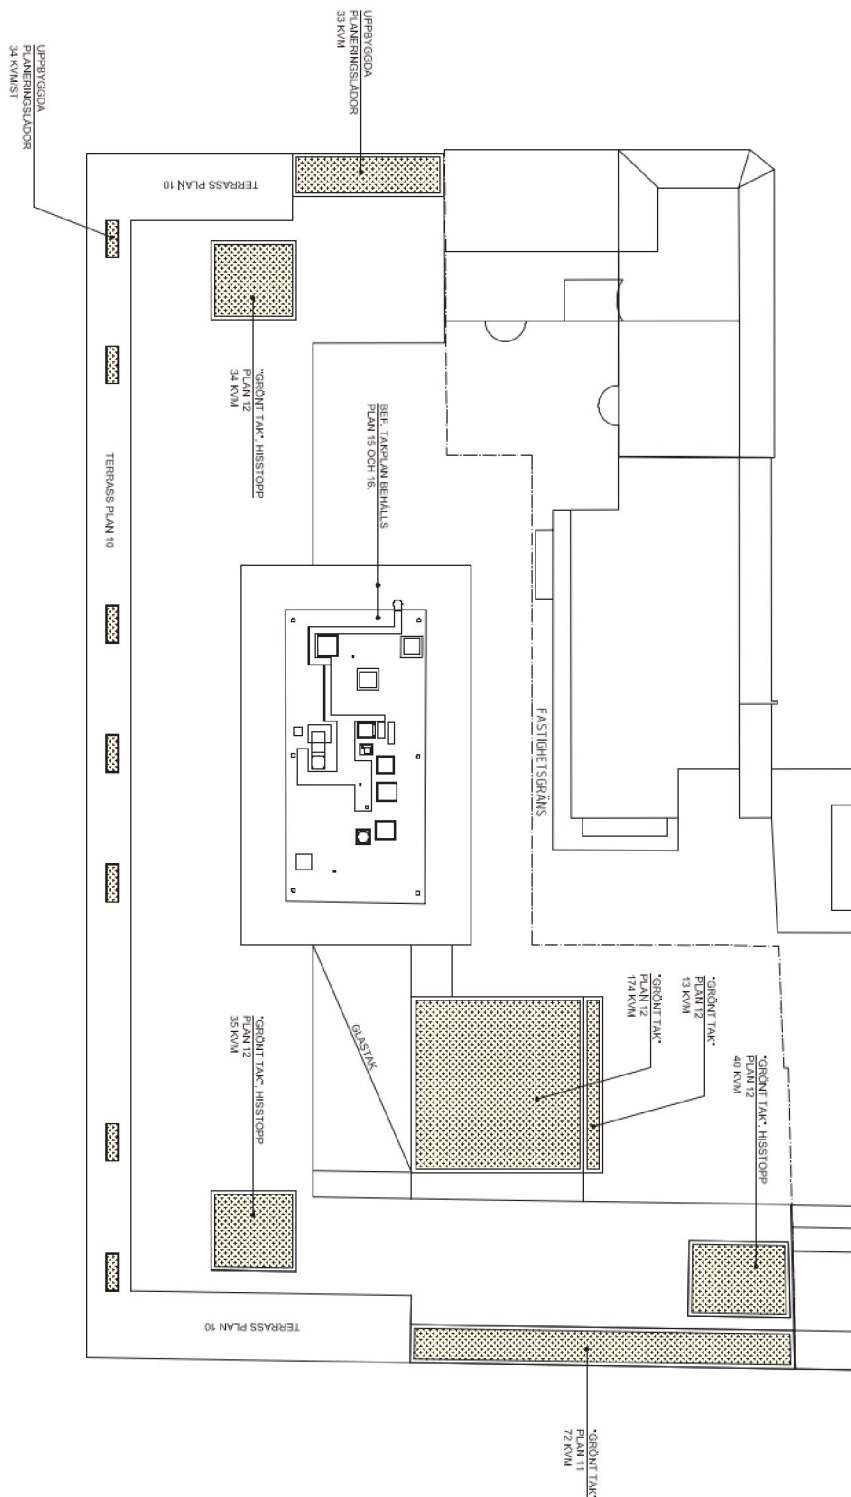 UPPBYGGDA
PLANERINGSLÅDOR
33 KVM
UPPBYGGDA
PLANERINGSLÅDOR
34 KVM/ST
TERRASS PLAN 10
"GRÖNT TAK", HISSTOPP
PLAN 12
34 KVM
BEF. TAKPLAN BEHÅLLS
PLAN 15 OCH 16.
TERRASS PLAN 10
FASTIGHETSGRÄNS
"GRÖNT TAK"
PLAN 12
13 KVM
"GRÖNT TAK"
PLAN 12
174 KVM
"GRÖNT TAK", HISSTOPP
PLAN 12
40 KVM
GLASTAK
"GRÖNT TAK", HISSTOPP
PLAN 12
35 KVM
TERRASS PLAN 10
"GRÖNT TAK"
PLAN 11
72 KVM